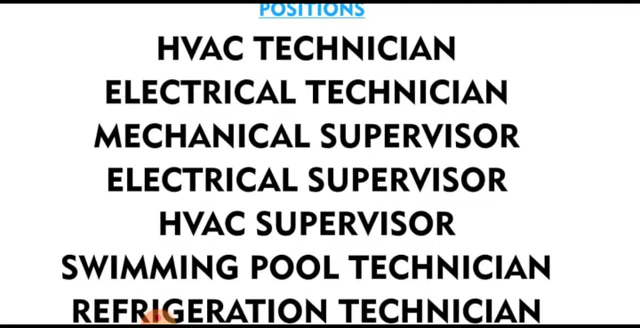 POSITIONS
HVAC TECHNICIAN
ELECTRICAL TECHNICIAN
MECHANICAL SUPERVISOR
ELECTRICAL SUPERVISOR
HVAC SUPERVISOR
SWIMMING POOL TECHNICIAN
REFRIGERATION TECHNICIAN